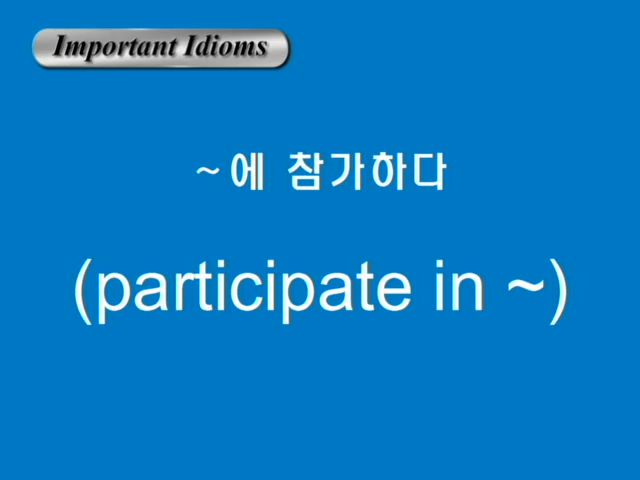 Important Idioms
~에 참가하다
(participate in ~)